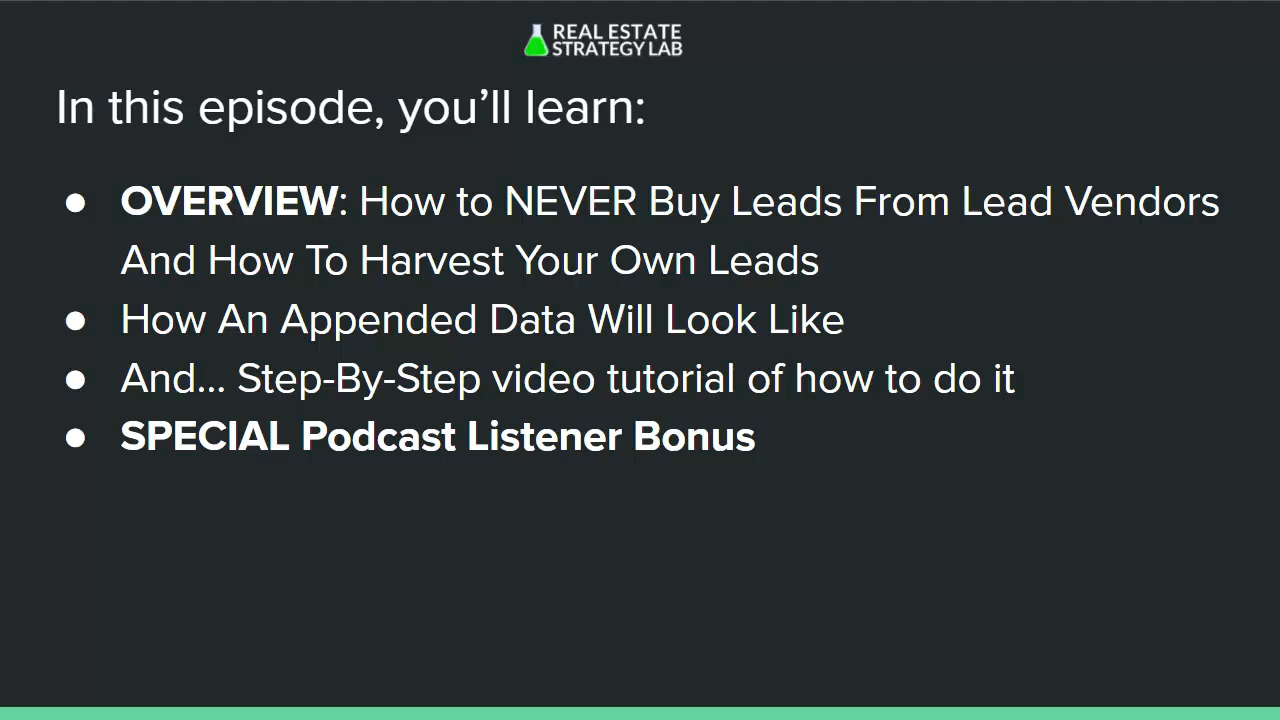 REAL ESTATE
STRATEGY LAB
In this episode, you’ll learn:
● OVERVIEW: How to NEVER Buy Leads From Lead Vendors
And How To Harvest Your Own Leads
● How An Appended Data Will Look Like
● And... Step-By-Step video tutorial of how to do it
● SPECIAL Podcast Listener Bonus